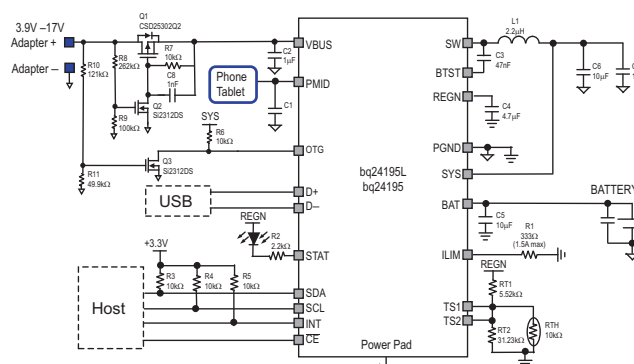 3.9V –17V
Adapter +
Adapter –
R10
121kΩ
R8
262kΩ
R9
100kΩ
R11
49.9kΩ
Q1
CSD25302Q2
R7
10kΩ
C8
1nF
Q2
Si2312DS
Q3
Si2312DS
C2
1µF
Phone
Tablet
C1
SYS
R6
10kΩ
USB
REGN
R2
2.2kΩ
+3.3V
R3
10kΩ
R4
10kΩ
R5
10kΩ
Host
VBUS
PMID
OTG
D+
D–
STAT
SDA
SCL
INT
CE
bq24195L
bq24195
Power Pad
SW
BTST
REGN
PGND
SYS
BAT
ILIM
TS1
TS2
L1
2.2µH
C3
47nF
C4
4.7µF
C6
10µF
C5
10µF
BATTERY
R1
333Ω
(1.5A max)
REGN
RT1
5.52kΩ
RT2
31.23kΩ
RTH
10kΩ